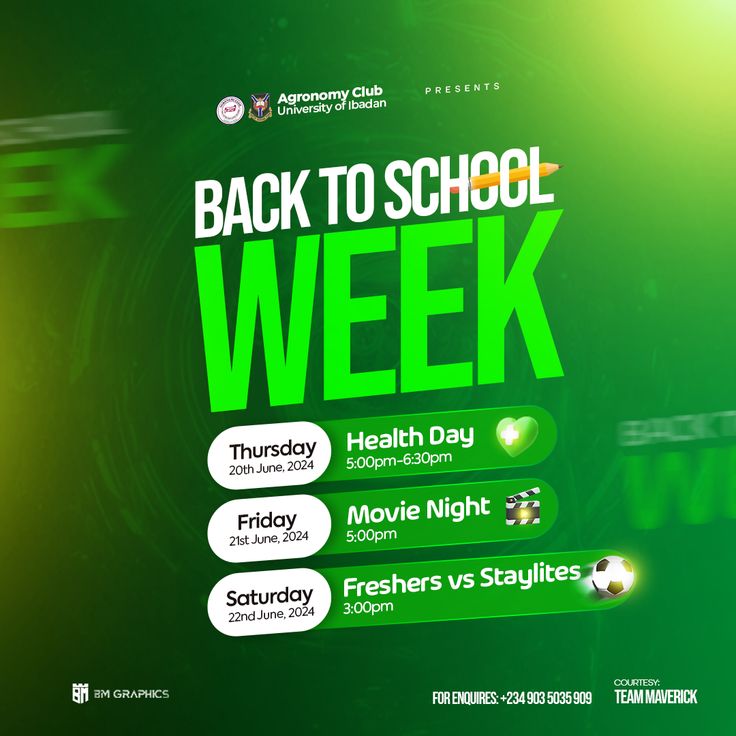 Agronomy Club
University of Ibadan
PRESENTS
BACK TO SCHOOL
WEEK
Thursday
20th June, 2024
Health Day
5:00pm-6:30pm
Friday
21st June, 2024
Movie Night
5:00pm
Saturday
22nd June, 2024
Freshers vs Staylites
3:00pm
BM GRAPHICS
FOR ENQUIRES: +234 903 5035 909
COURTESY:
TEAM MAVERICK